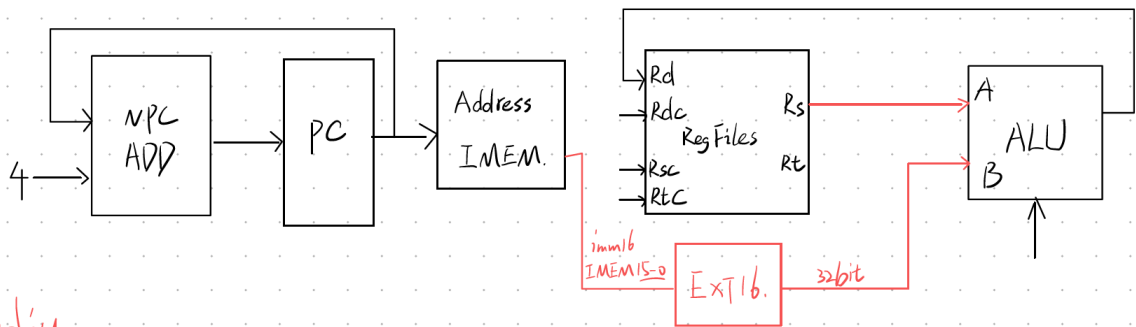 NPC
ADD
4
PC
Address
IMEM.
Rd
Rdc
Rsc
Rtc
RegFiles
Rs
Rt
A
B
ALU
imm16
IMEM15-0
EXT16.
32bit